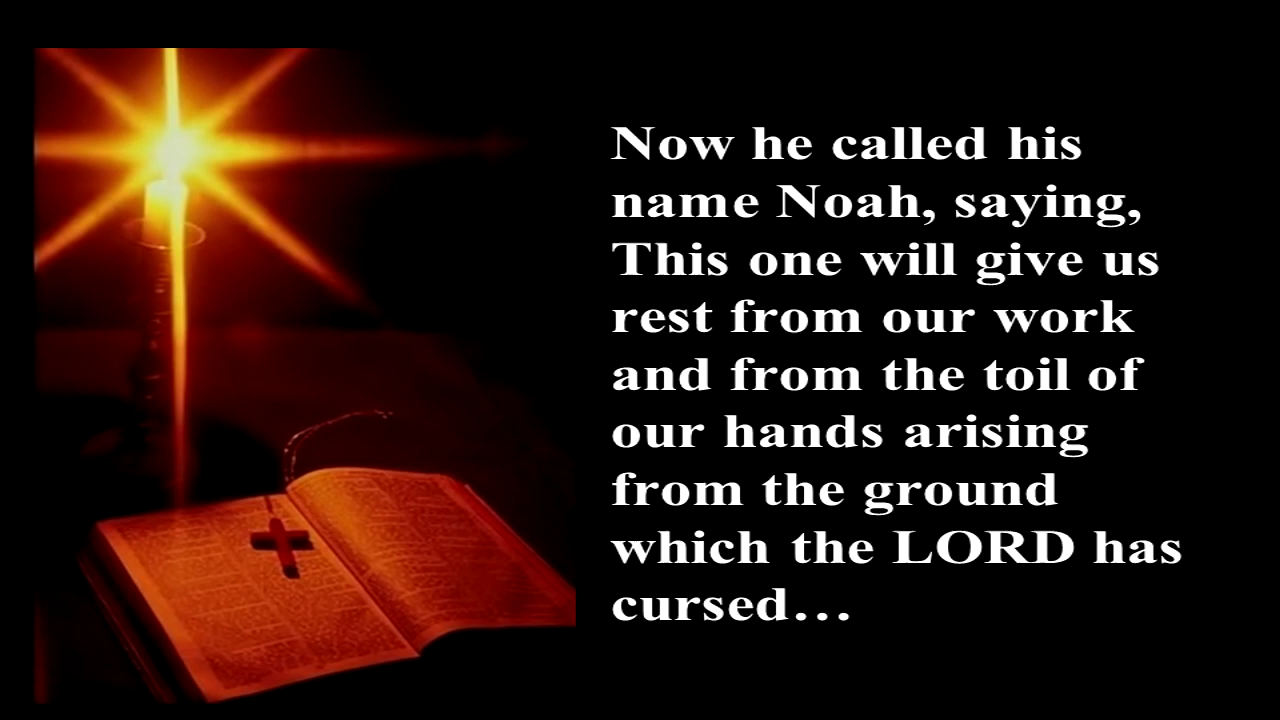 Now he called his
name Noah, saying,
This one will give us
rest from our work
and from the toil of
our hands arising
from the ground
which the LORD has
cursed…